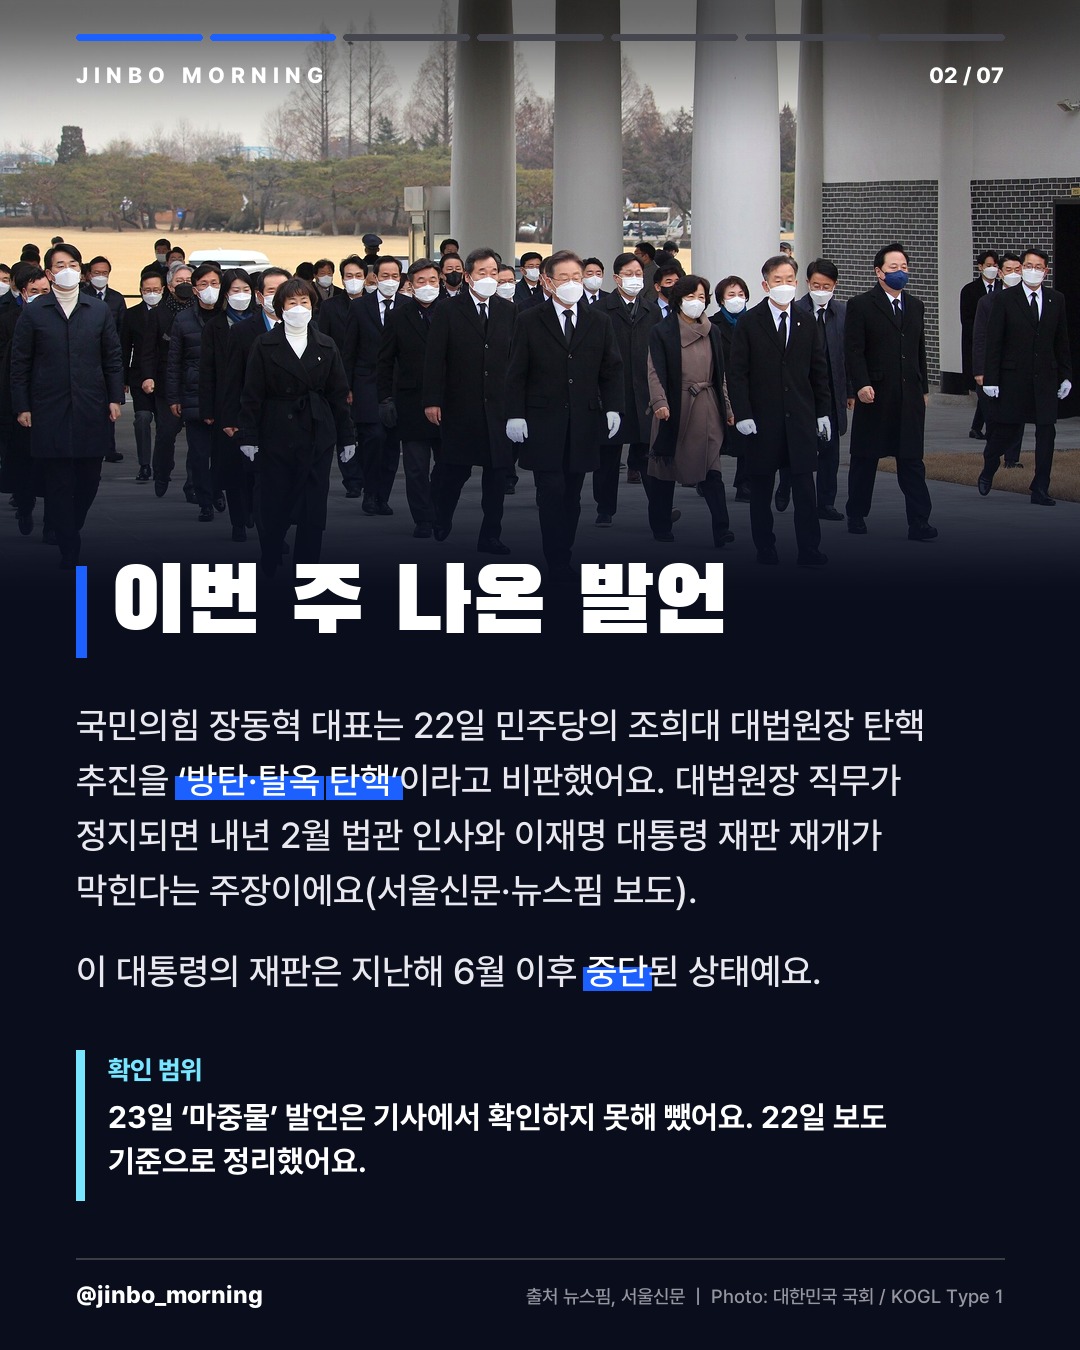 JINBO MORNING
02 / 07
이번 주 나온 발언
국민의힘 장동혁 대표는 22일 민주당의 조희대 대법원장 탄핵
추진을 ‘방탄·탈옥 탄핵’이라고 비판했어요. 대법원장 직무가
정지되면 내년 2월 법관 인사와 이재명 대통령 재판 재개가
막힌다는 주장이에요(서울신문·뉴스핌 보도).
이 대통령의 재판은 지난해 6월 이후 중단된 상태예요.
확인 범위
23일 ‘마중물’ 발언은 기사에서 확인하지 못해 뺐어요. 22일 보도
기준으로 정리했어요.
@jinbo_morning
출처 뉴스핌, 서울신문 | Photo: 대한민국 국회 / KOGL Type 1